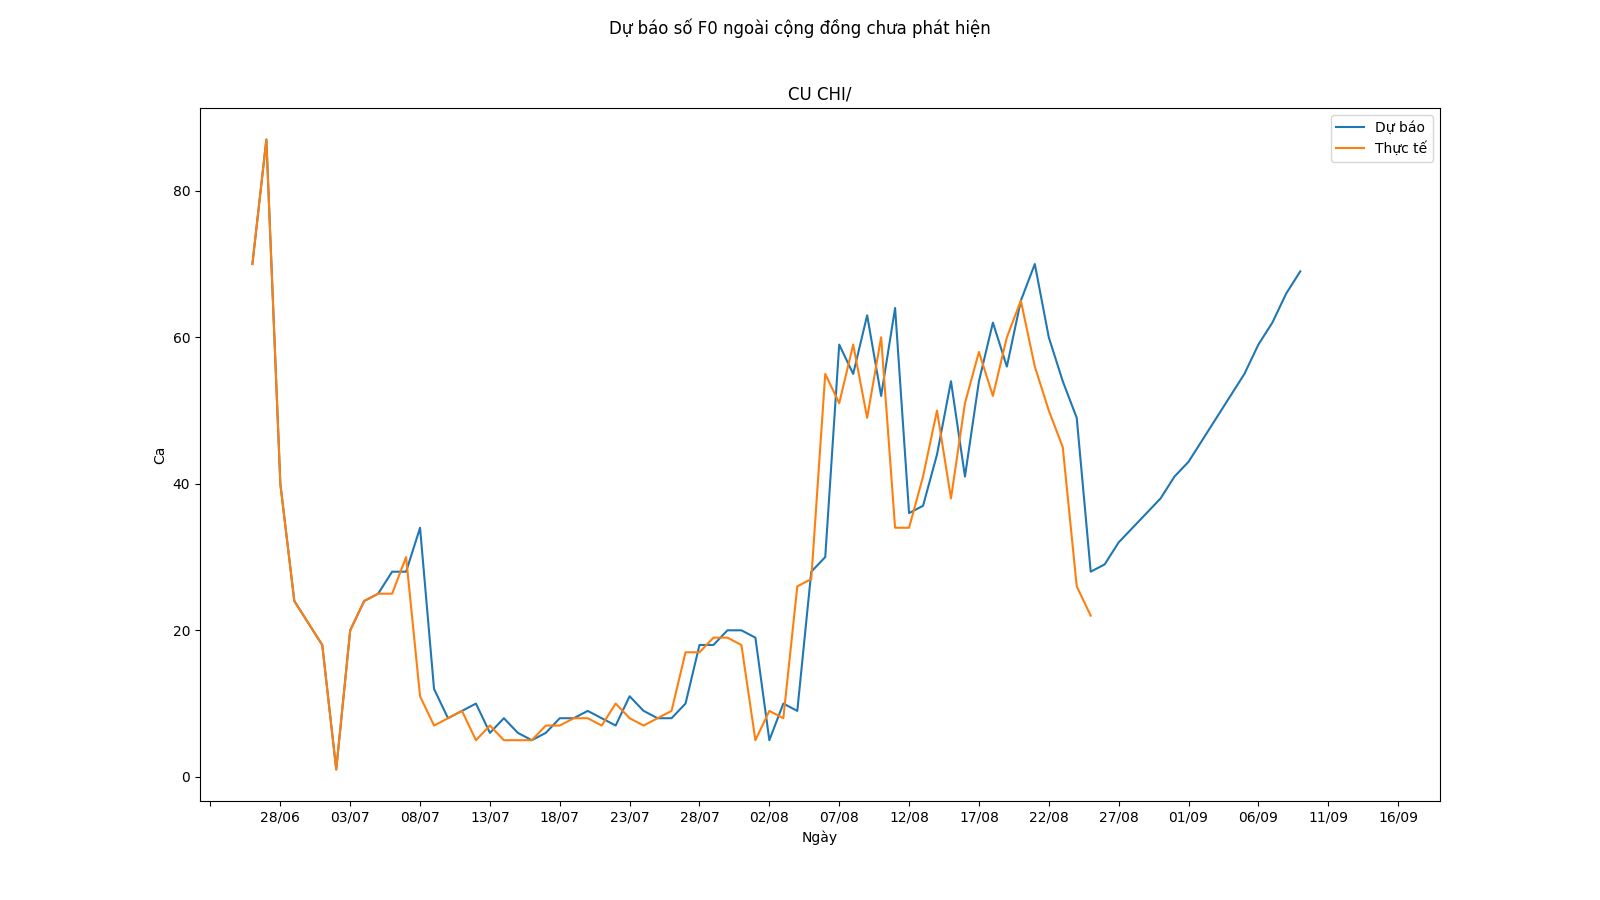 Dự báo số F0 ngoài cộng đồng chưa phát hiện
CU CHI/
Dự báo
Thực tế
80
60
40
20
0
Ca
28/06 03/07 08/07 13/07 18/07 23/07 28/07 02/08 07/08 12/08 17/08 22/08 27/08 01/09 06/09 11/09 16/09
Ngày